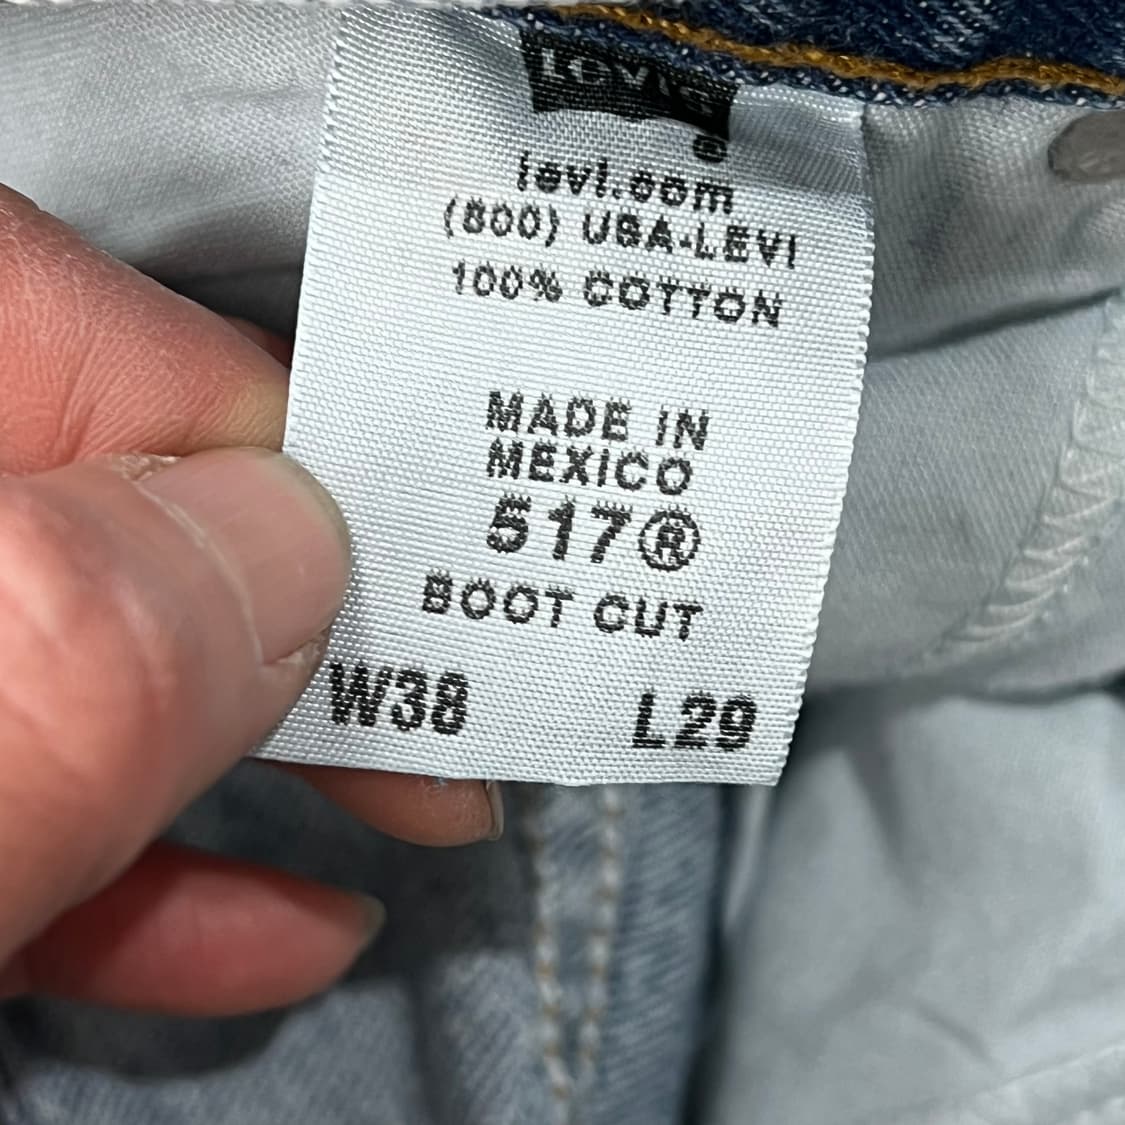 LEVI'S
®
levi.com
(800) USA-LEVI
100% COTTON
MADE IN
MEXICO
517®
BOOT CUT
W38 L29